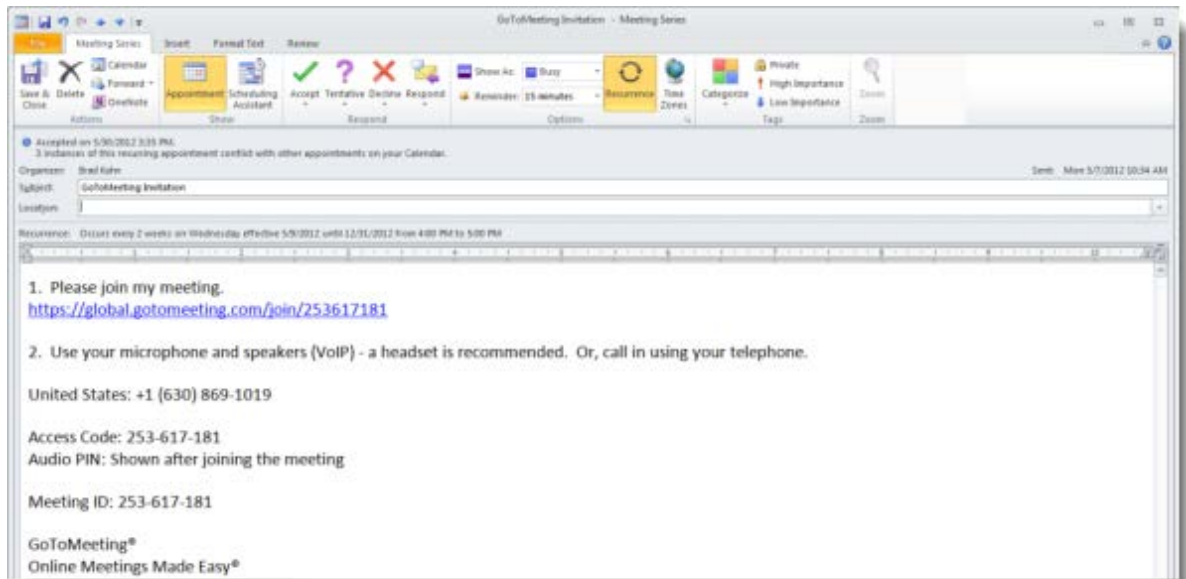 GoToMeeting Invitation - Meeting Series
File Meeting Series Insert Format Text Review
Save & Close
Delete
Calendar
Forward
OneNote
Actions
Appointment
Scheduling Assistant
Show
Accept Tentative Decline Respond
Respond
Show As: Busy
Reminder: 15 minutes
Recurrence
Time Zones
Options
Categorize
Private
High Importance
Low Importance
Tags
Zoom
Zoom
Accepted on 5/30/2012 3:35 PM.
3 instances of this recurring appointment conflict with other appointments on your Calendar.
Organizer: Brad
Sent: Mon 5/7/2012 10:34 AM
Subject: GoToMeeting Invitation
Location:
Recurrence: Occurs every 2 weeks on Wednesday effective 5/9/2012 until 12/31/2012 from 4:00 PM to 5:00 PM
1. Please join my meeting.
https://global.gotomeeting.com/join/253617181
2. Use your microphone and speakers (VoIP) - a headset is recommended. Or, call in using your telephone.
United States: +1 (630) 869-1019
Access Code: 253-617-181
Audio PIN: Shown after joining the meeting
Meeting ID: 253-617-181
GoToMeeting®
Online Meetings Made Easy®